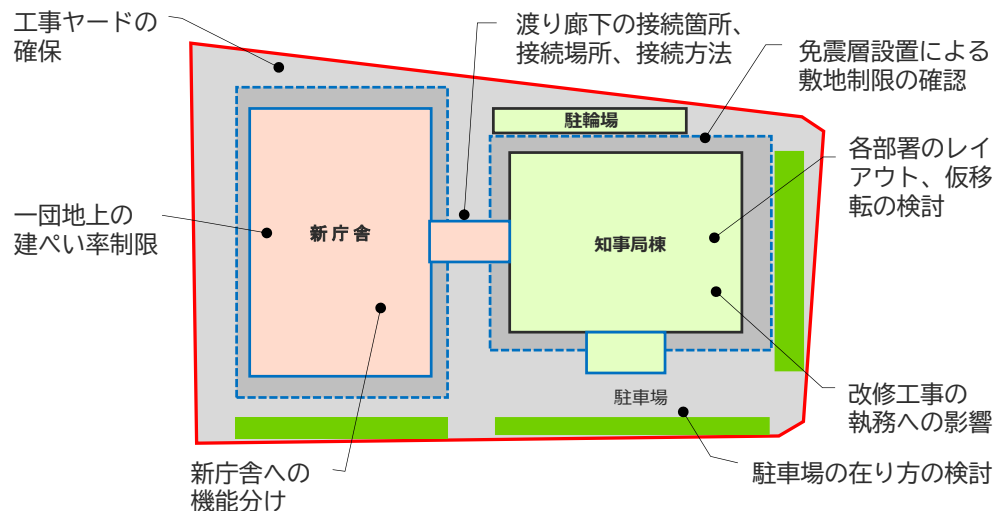 工事ヤードの
確保
渡り廊下の接続箇所、
接続場所、接続方法
免震層設置による
敷地制限の確認
駐輪場
各部署のレイ
アウト、仮移
転の検討
一団地上の
建ぺい率制限
新庁舎
知事局棟
駐車場
改修工事の
執務への影響
新庁舎への
機能分け
駐車場の在り方の検討